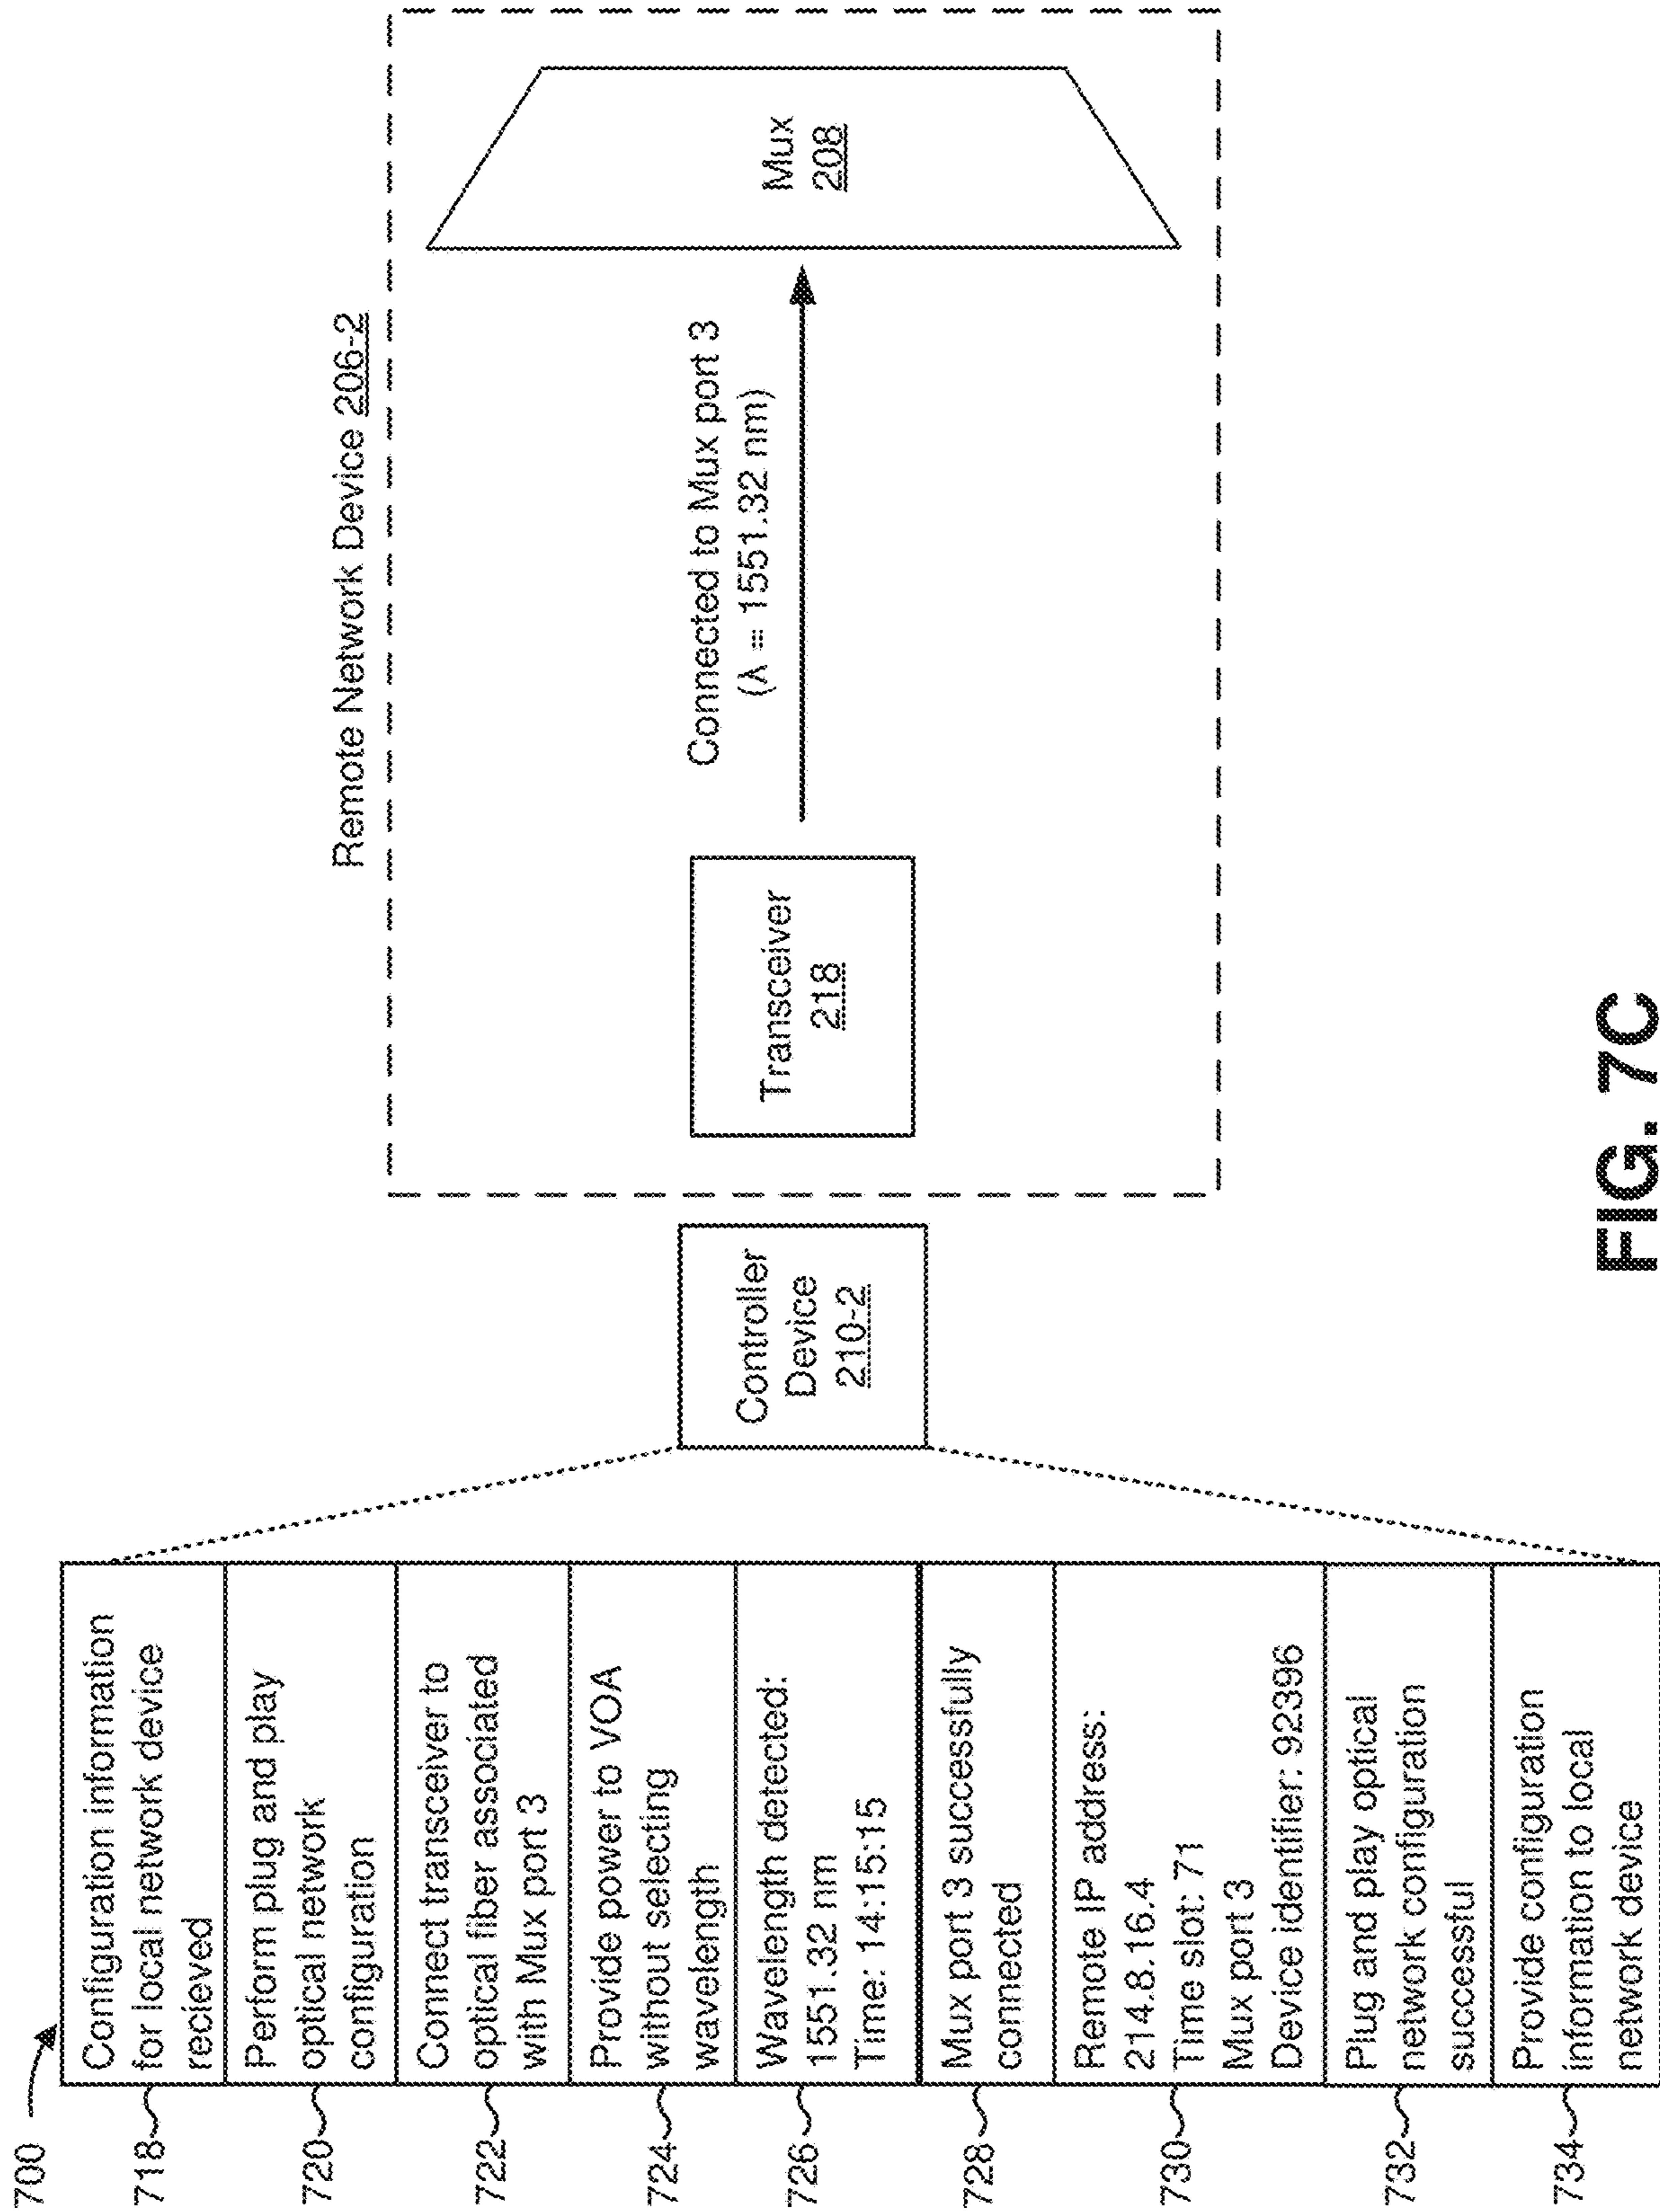 700
718
Configuration information
for local network device
recieved
720
Perform plug and play
optical network
configuration
722
Connect transceiver to
optical fiber associated
with Mux port 3
724
Provide power to VOA
without selecting
wavelength
726
Wavelength detected:
1551.32 nm
Time: 14:15:15
728
Mux port 3 successfully
connected
730
Remote IP address:
214.8.16.4
Time slot: 71
Mux port 3
Device identifier: 92396
732
Plug and play optical
network configuration
successful
734
Provide configuration
information to local
network device
Controller
Device
210-2
Remote Network Device 206-2
Transceiver
218
Connected to Mux port 3
(λ = 1551.32 nm)
Mux
208
FIG. 7C